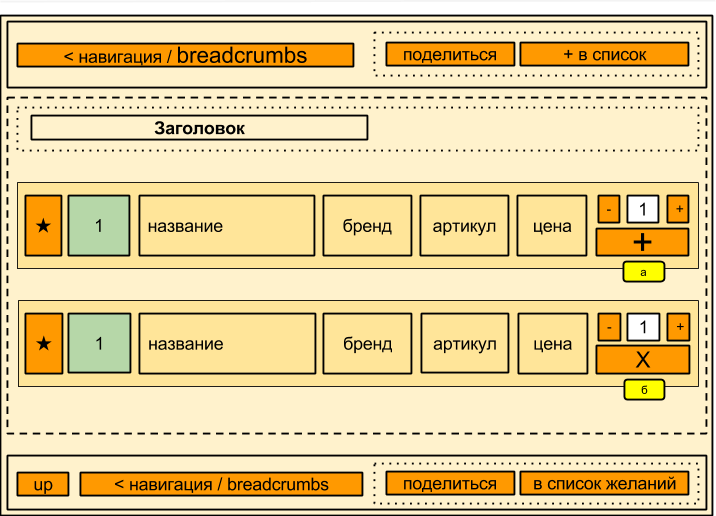 < навигация / breadcrumbs поделиться + в список
Заголовок
★ 1 название бренд артикул цена - 1 +
+
а
★ 1 название бренд артикул цена - 1 +
X
б
up < навигация / breadcrumbs поделиться в список желаний